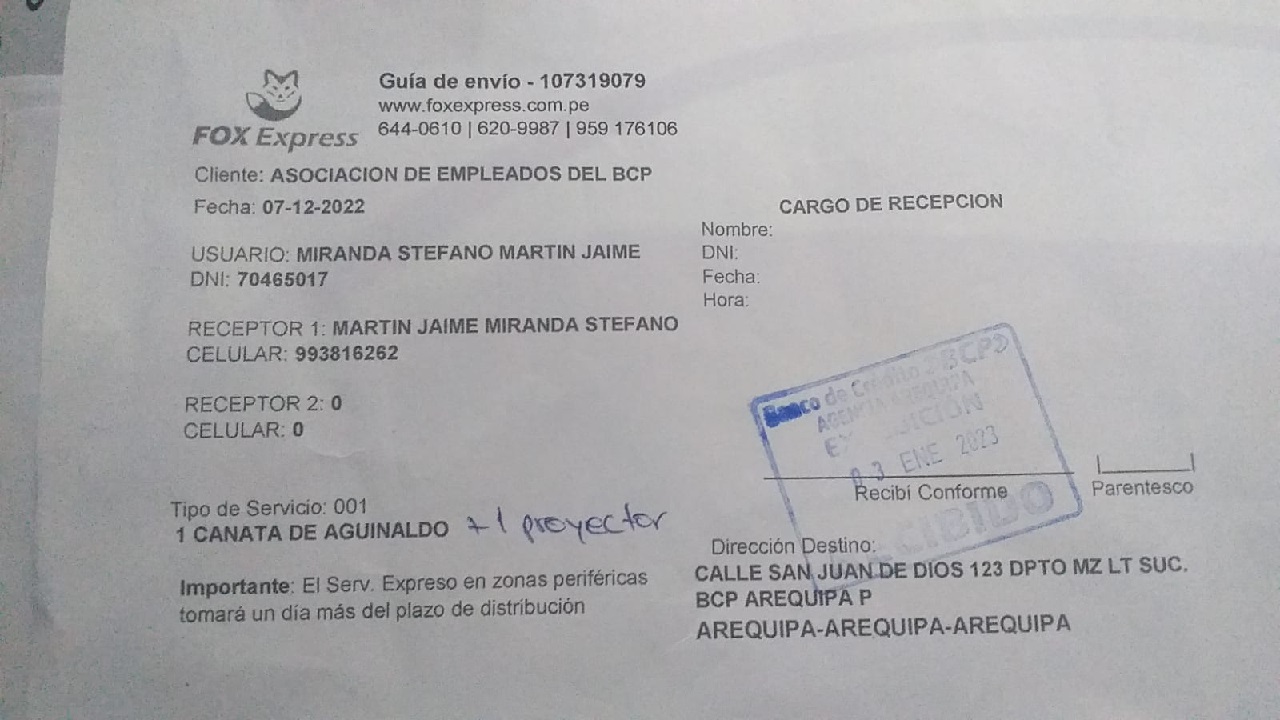 FOX Express
Guía de envío - 107319079
www.foxexpress.com.pe
644-0610 | 620-9987 | 959 176106
Cliente: ASOCIACION DE EMPLEADOS DEL BCP
Fecha: 07-12-2022
USUARIO: MIRANDA STEFANO MARTIN JAIME
DNI: 70465017
RECEPTOR 1: MARTIN JAIME MIRANDA STEFANO
CELULAR: 993816262
RECEPTOR 2: 0
CELULAR: 0
Tipo de Servicio: 001
1 CANATA DE AGUINALDO + 1 proyector
Importante: El Serv. Expreso en zonas periféricas
tomará un día más del plazo de distribución
CARGO DE RECEPCION
Nombre:
DNI:
Fecha:
Hora:
Banco de Crédito BCP
AGENCIA AREQUIPA
03 ENE 2023
RECIBIDO
Recibí Conforme
Parentesco
Dirección Destino:
CALLE SAN JUAN DE DIOS 123 DPTO MZ LT SUC.
BCP AREQUIPA P
AREQUIPA-AREQUIPA-AREQUIPA